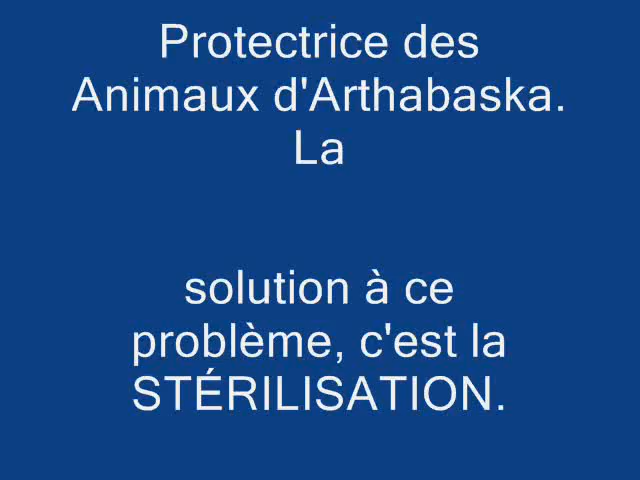 Protectrice des
Animaux d'Arthabaska.
La
solution à ce
problème, c'est la
STÉRILISATION.